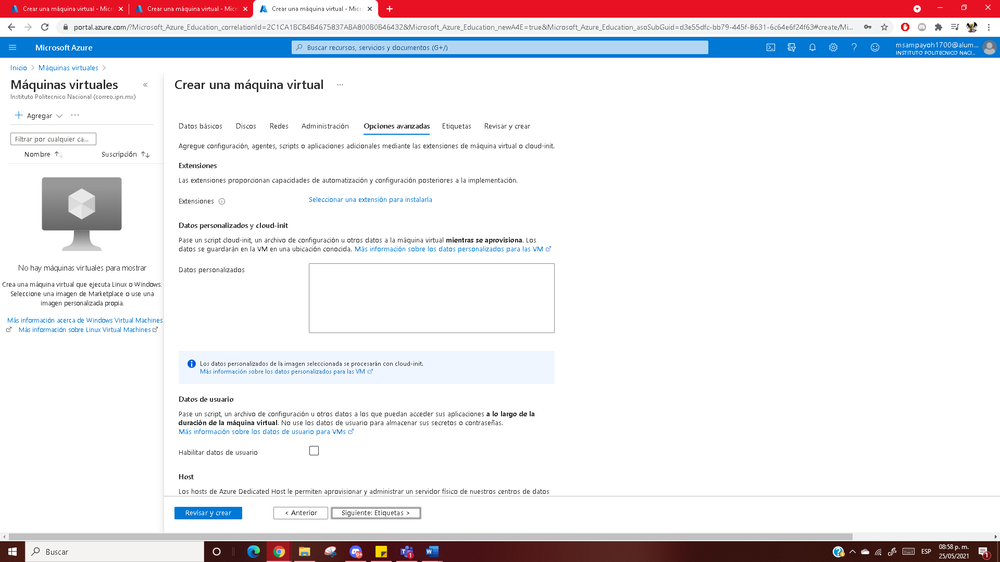 Crear una máquina virtual - Micr
Crear una máquina virtual - Micr
Crear una máquina virtual - Micr
portal.azure.com/?Microsoft_Azure_Education_correlationId=2C1CA1BCB4B4675837ABA800B0B46432&Microsoft_Azure_Education_newA4E=true&Microsoft_Azure_Education_asoSubGuid=d3e55dfc-bb79-445f-8631-6c64e6f24f63#create/Mi...
Microsoft Azure
Buscar recursos, servicios y documentos (G+/)
msampayoh1700@alum...
INSTITUTO POLITECNICO NACI...
Inicio
Máquinas virtuales
Máquinas virtuales
«
Instituto Politecnico Nacional (correo.ipn.mx)
Agregar
...
Filtrar por cualquier ca...
Nombre
Suscripción
No hay máquinas virtuales para mostrar
Crea una máquina virtual que ejecuta Linux o Windows.
Seleccione una imagen de Marketplace o use una
imagen personalizada propia.
Más información acerca de Windows Virtual Machines
Más información sobre Linux Virtual Machines
Crear una máquina virtual
...
Datos básicos
Discos
Redes
Administración
Opciones avanzadas
Etiquetas
Revisar y crear
Agregue configuración, agentes, scripts o aplicaciones adicionales mediante las extensiones de máquina virtual o cloud-init.
Extensiones
Las extensiones proporcionan capacidades de automatización y configuración posteriores a la implementación.
Extensiones
Seleccionar una extensión para instalarla
Datos personalizados y cloud-init
Pase un script cloud-init, un archivo de configuración u otros datos a la máquina virtual mientras se aprovisiona. Los
datos se guardarán en la VM en una ubicación conocida. Más información sobre los datos personalizados para las VM
Datos personalizados
Los datos personalizados de la imagen seleccionada se procesarán con cloud-init.
Más información sobre los datos personalizados para las VM
Datos de usuario
Pase un script, un archivo de configuración u otros datos a los que puedan acceder sus aplicaciones a lo largo de la
duración de la máquina virtual. No use los datos de usuario para almacenar sus secretos o contraseñas.
Más información sobre los datos de usuario para VMs
Habilitar datos de usuario
Host
Los hosts de Azure Dedicated Host le permiten aprovisionar y administrar un servidor físico de nuestros centros de datos
Revisar y crear
< Anterior
Siguiente: Etiquetas >
Buscar
9+
1
ESP
08:58 p. m.
25/05/2021
1